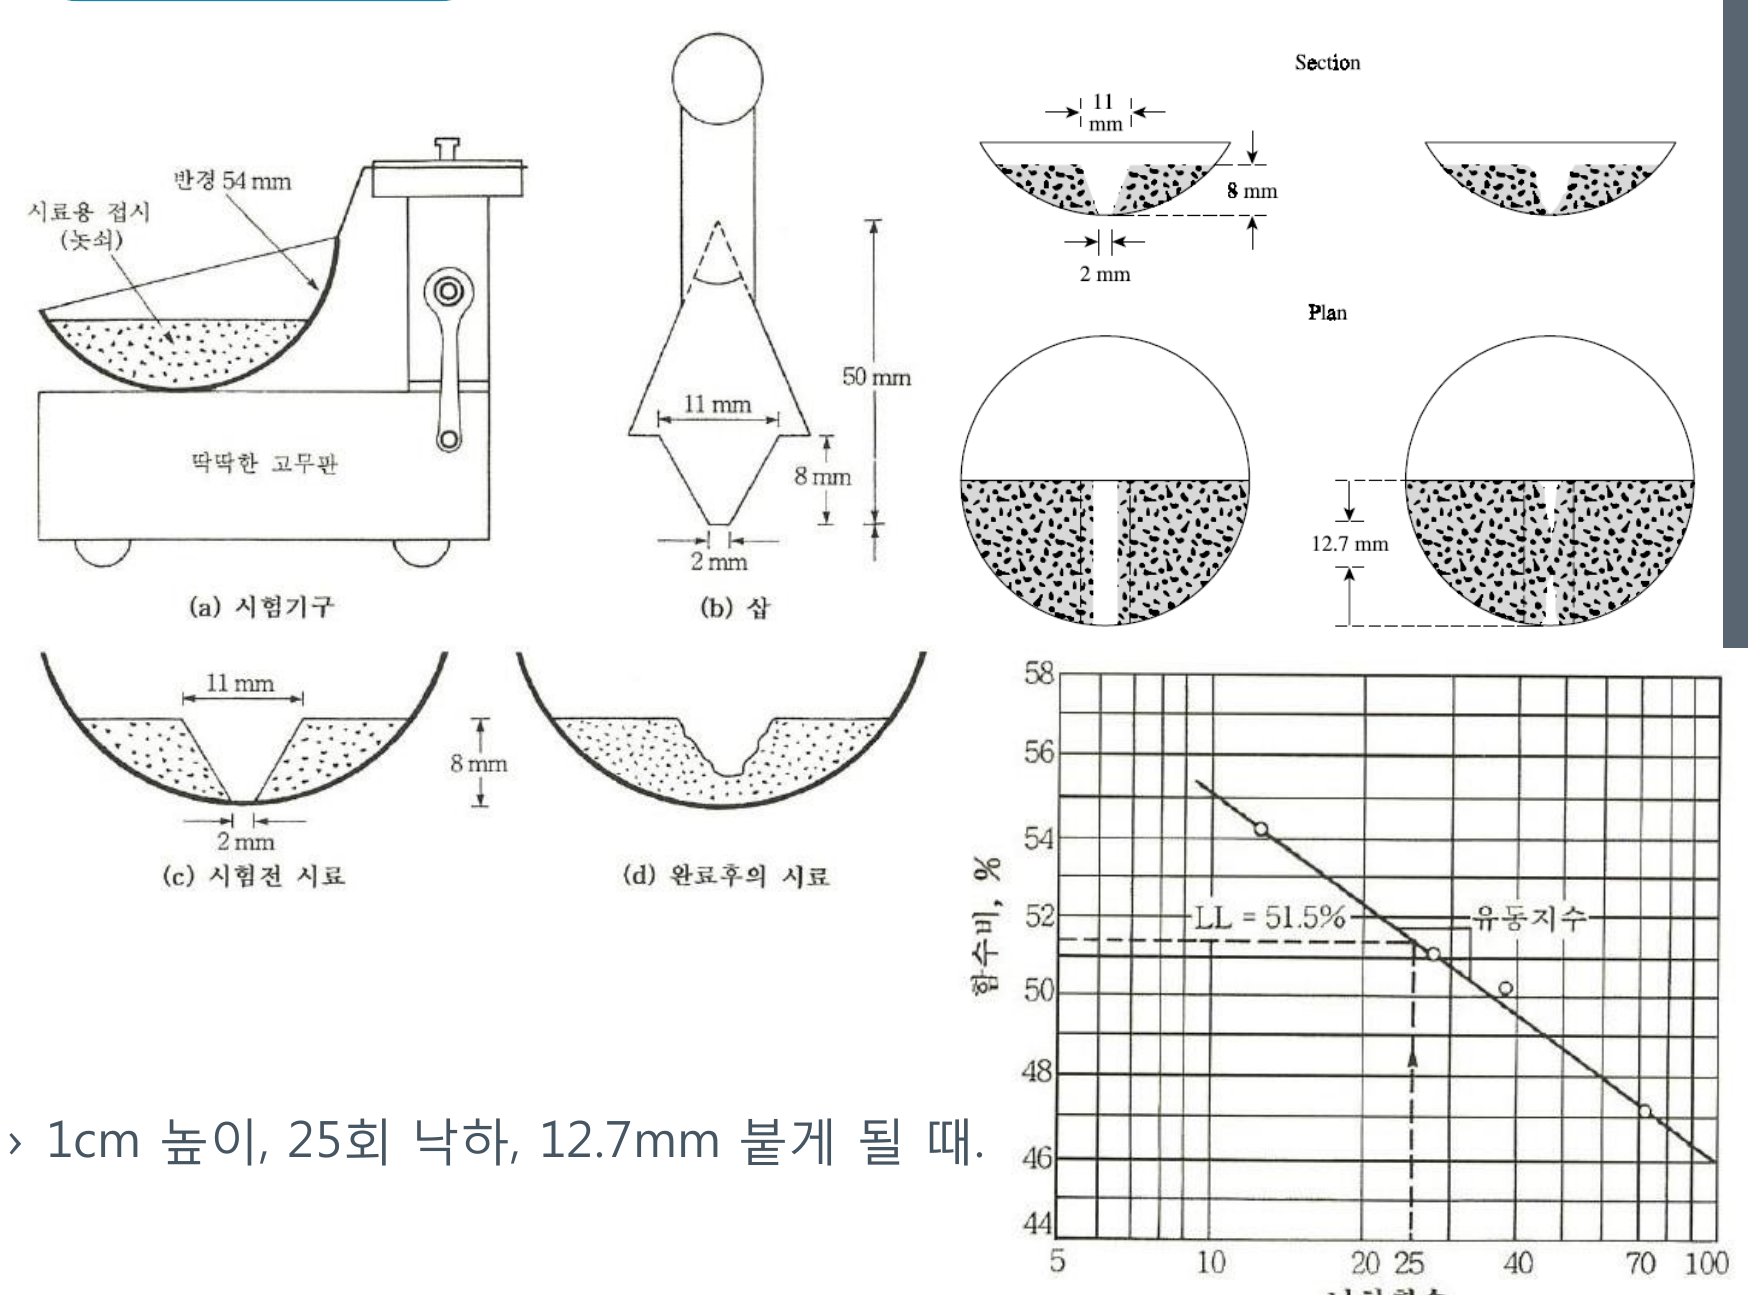 반경 54 mm
시료용 접시
(놋쇠)
딱딱한 고무판
(a) 시험기구
11 mm
50 mm
8 mm
2 mm
(b) 삽
Section
11
mm
8 mm
2 mm
Plan
12.7 mm
11 mm
8 mm
2 mm
(c) 시험전 시료
(d) 완료후의 시료
› 1cm 높이, 25회 낙하, 12.7mm 붙게 될 때.
함수비, %
58
56
54
52
50
48
46
44
LL = 51.5%
유동지수
5 10 20 25 40 70 100